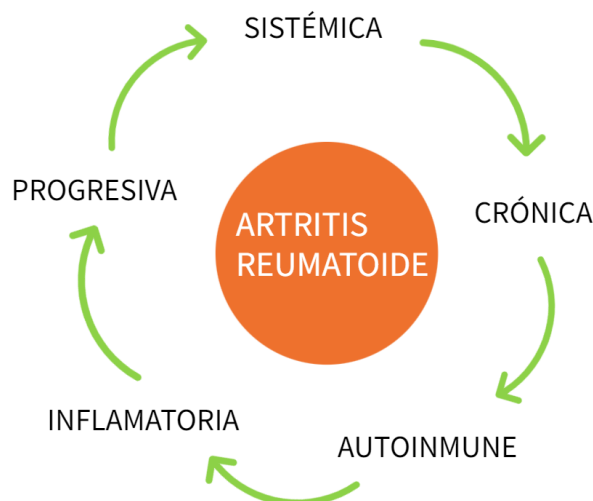 SISTÉMICA
CRÓNICA
AUTOINMUNE
INFLAMATORIA
PROGRESIVA
ARTRITIS
REUMATOIDE